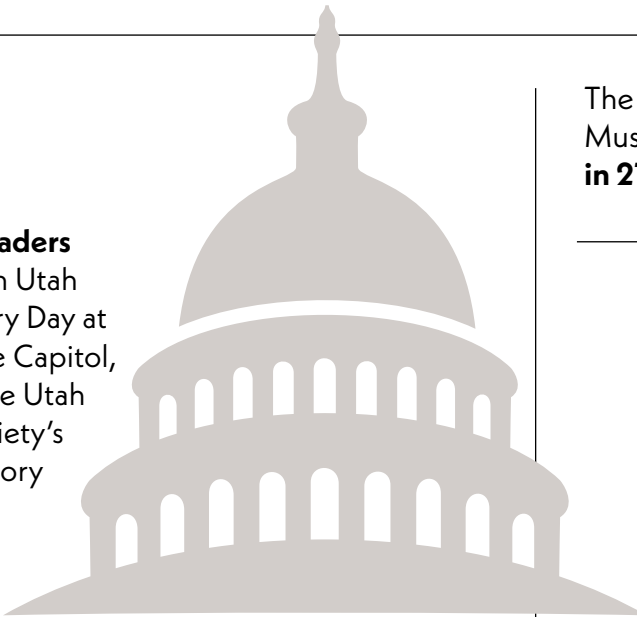 aders
n Utah
ry Day at
e Capitol,
e Utah
iety’s
ory
The
Mus
in 2